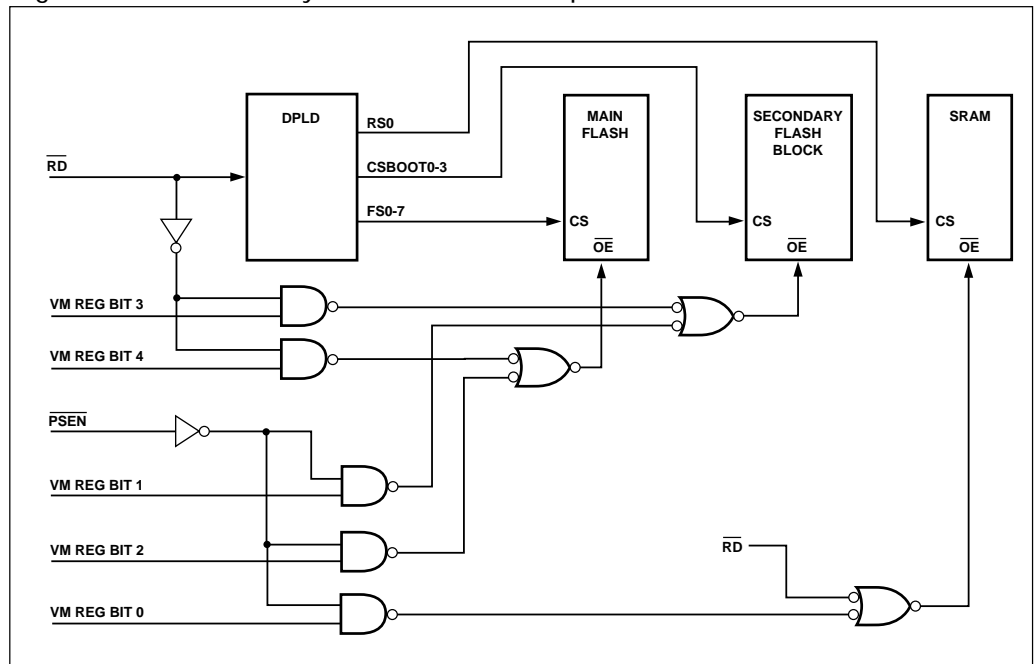 RS0
DPLD
MAIN
FLASH
SECONDARY
FLASH
BLOCK
SRAM
RD
CSBOOT0-3
FS0-7
CS
OE
CS
OE
CS
OE
VM REG BIT 3
VM REG BIT 4
PSEN
VM REG BIT 1
VM REG BIT 2
RD
VM REG BIT 0